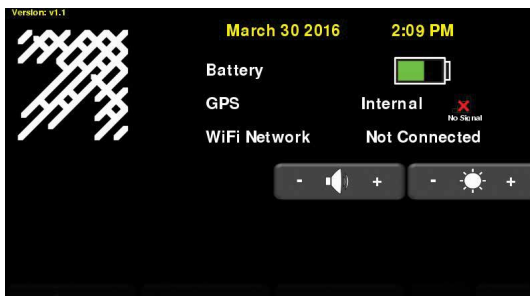 Version: v1.1
March 30 2016 2:09 PM
Battery
GPS Internal
No Signal
WiFi Network Not Connected
- +
- +